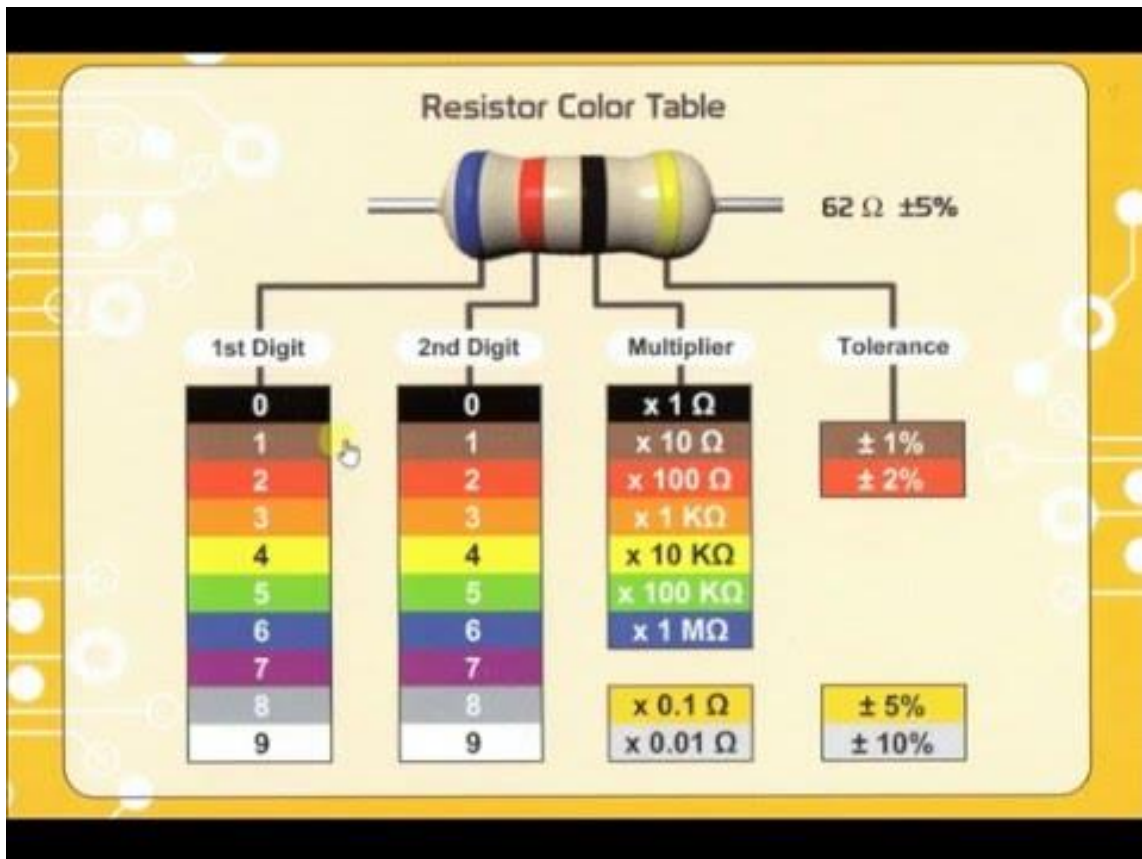 Resistor Color Table
62 Ω ±5%
1st Digit 2nd Digit Multiplier Tolerance
0 0 x 1 Ω
1 1 x 10 Ω ± 1%
2 2 x 100 Ω ± 2%
3 3 x 1 KΩ
4 4 x 10 KΩ
5 5 x 100 KΩ
6 6 x 1 MΩ
7 7
8 8 x 0.1 Ω ± 5%
9 9 x 0.01 Ω ± 10%